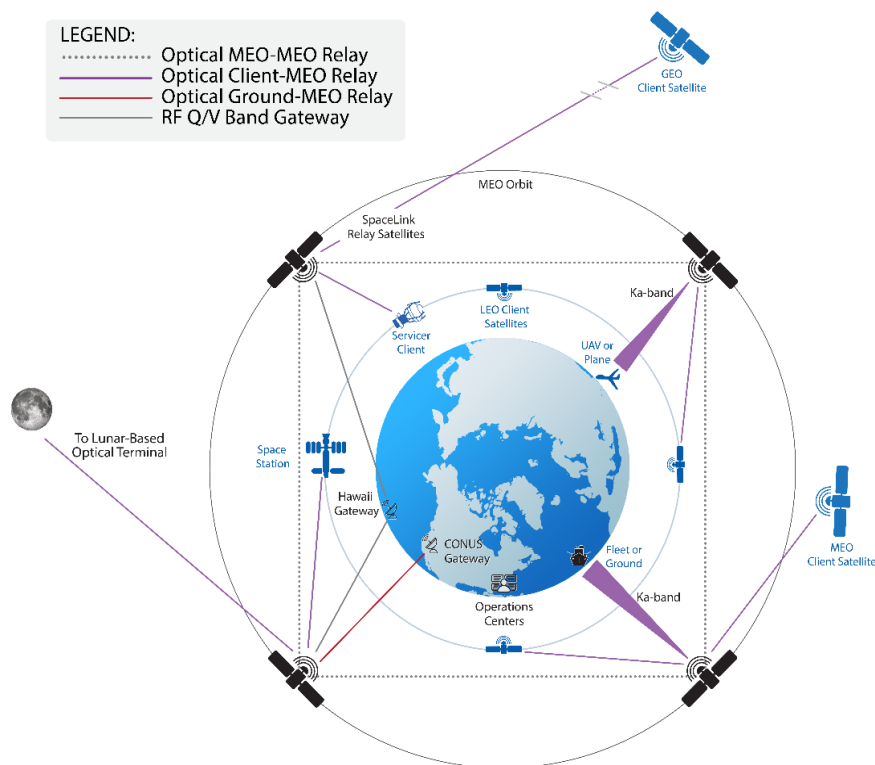 LEGEND:
Optical MEO-MEO Relay
Optical Client-MEO Relay
Optical Ground-MEO Relay
RF Q/V Band Gateway
GEO
Client Satellite
MEO Orbit
SpaceLink
Relay Satellites
Ka-band
LEO Client
Satellites
Servicer
Client
UAV or
Plane
To Lunar-Based
Optical Terminal
Space
Station
Hawaii
Gateway
CONUS
Gateway
Fleet or
Ground
MEO
Client Satellite
Ka-band
Operations
Centers